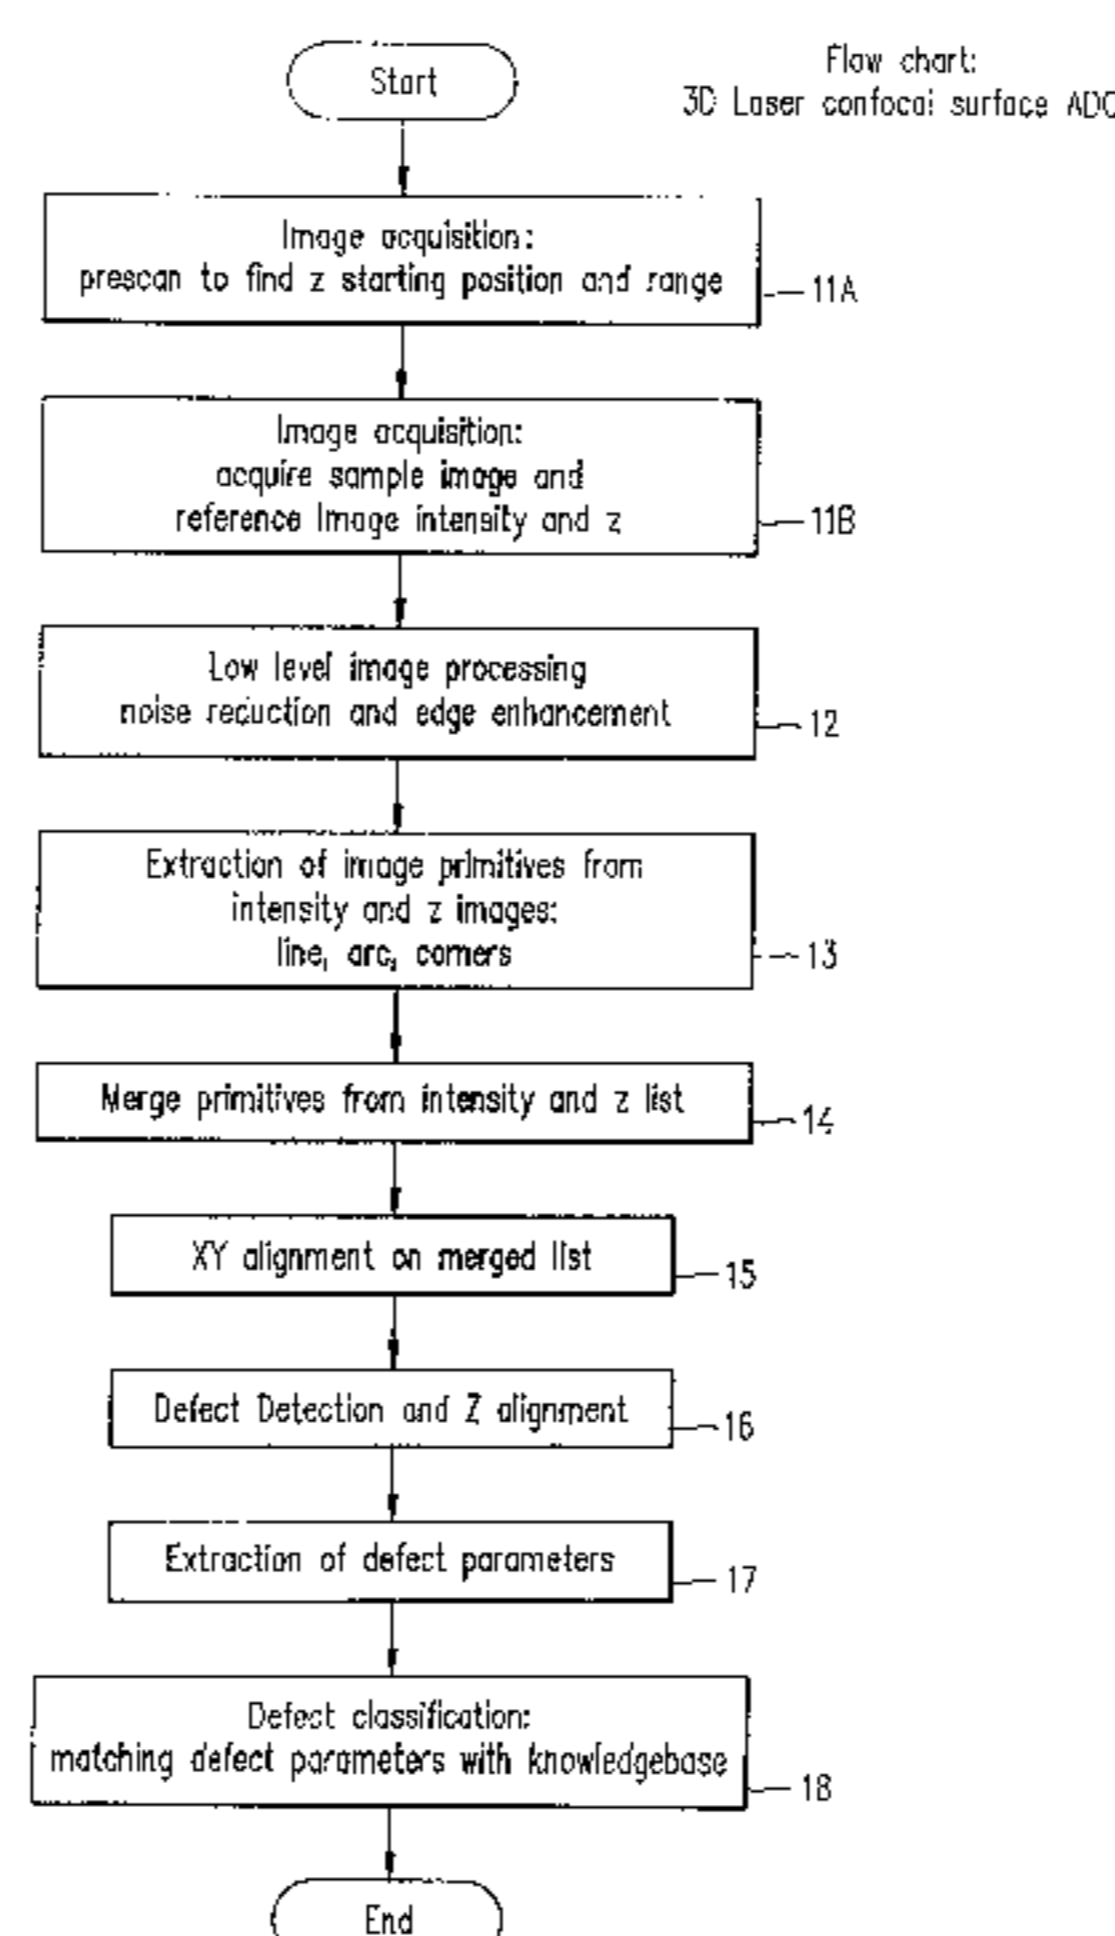 Start
Flow chart:
3D Laser confocal surface ADC
Image acquisition:
prescan to find z starting position and range
11A
Image acquisition:
acquire sample image and
reference Image intensity and z
11B
Low level image processing
noise reduction and edge enhancement
12
Extraction of image primitives from
intensity and z images:
line, arc, corners
13
Merge primitives from intensity and z list
14
XY alignment on merged list
15
Defect Detection and Z alignment
16
Extraction of defect parameters
17
Defect classification:
matching defect parameters with knowledgebase
18
End